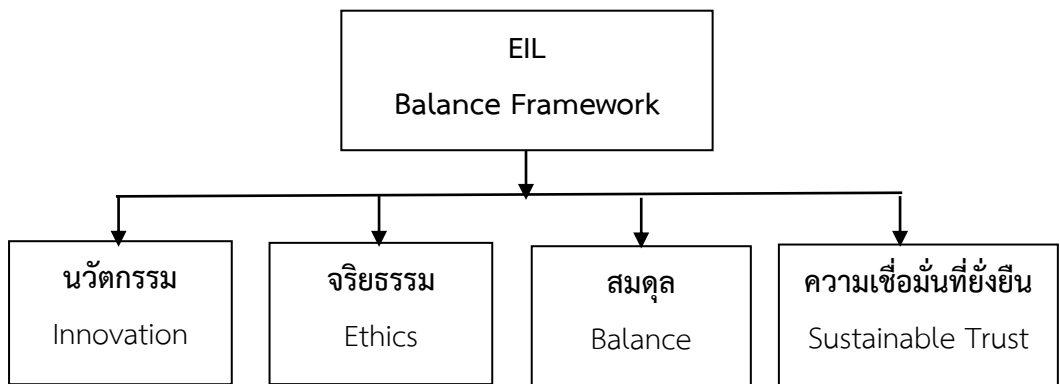 EIL
Balance Framework
นวัตกรรม
Innovation
จริยธรรม
Ethics
สมดุล
Balance
ความเชื่อมั่นที่ยั่งยืน
Sustainable Trust